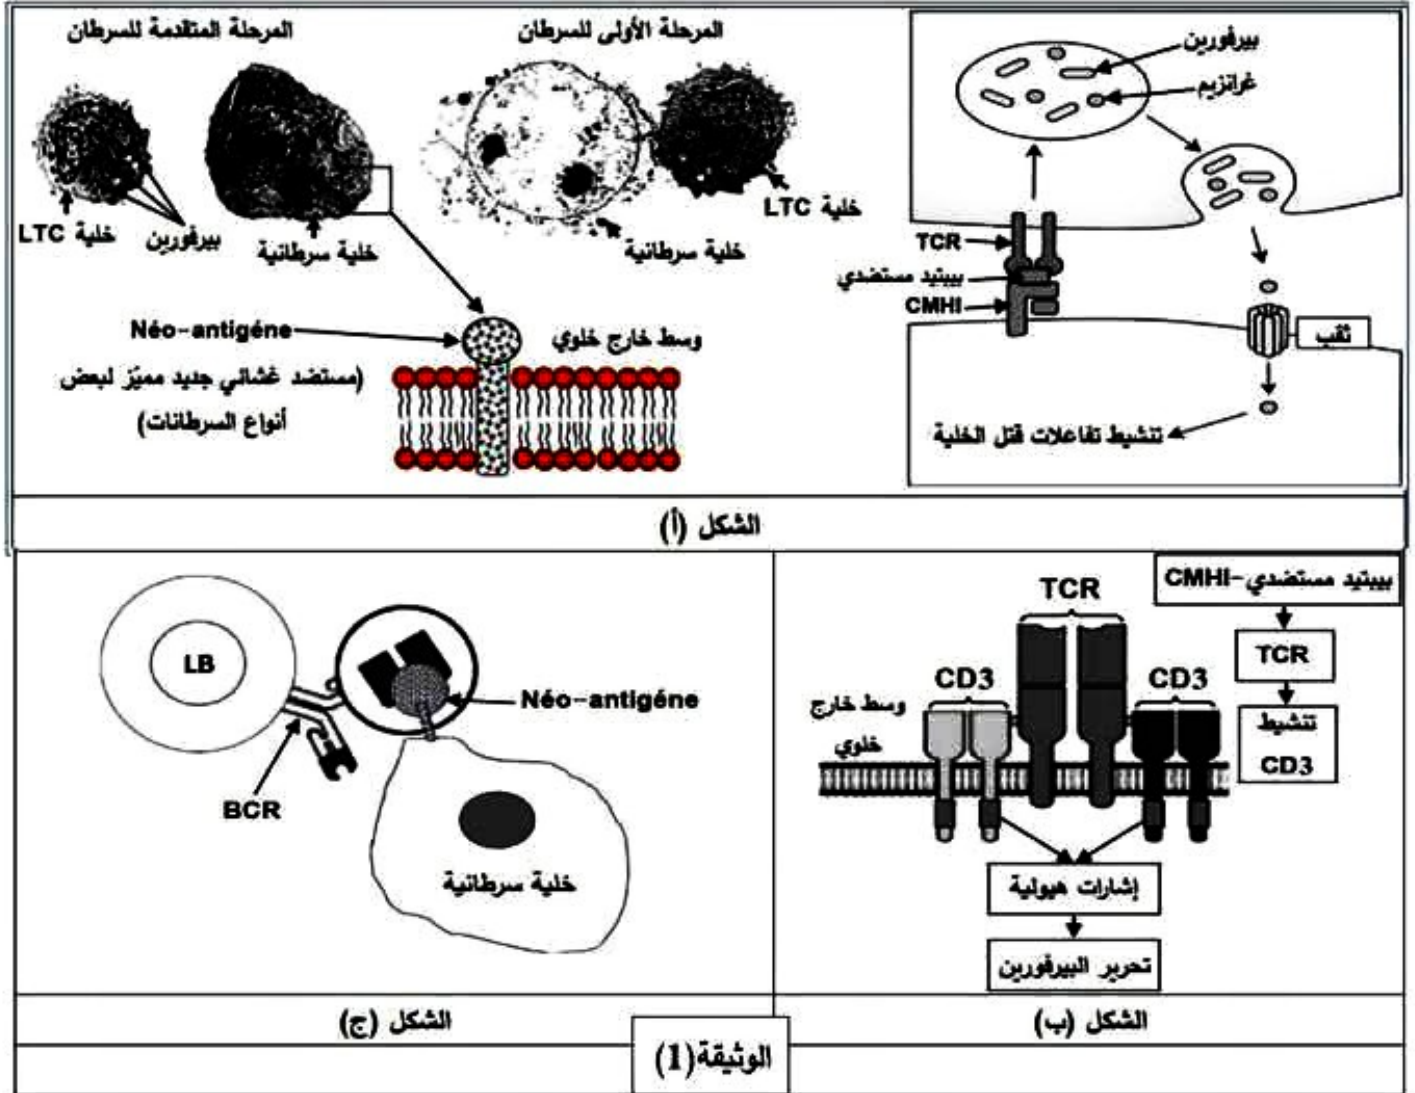 المرحلة المتقدمة للسرطان
المرحلة الأولى للسرطان
بيرفورين
غرانزيم
خلية LTC
بيرفورين
خلية سرطانية
خلية سرطانية
خلية LTC
TCR
بيبتيد مستضدي
CMHI
ثقب
تنشيط تفاعلات قتل الخلية
Néo-antigéne
وسط خارج خلوي
(مستضد غشائي جديد مميّز لبعض
أنواع السرطانات)
الشكل (أ)
بيبتيد مستضدي-CMHI
TCR
تنشيط
CD3
TCR
CD3
CD3
وسط خارج
خلوي
إشارات هيولية
تحرير البيرفورين
LB
BCR
Néo-antigéne
خلية سرطانية
الشكل (ب)
الشكل (ج)
الوثيقة(1)